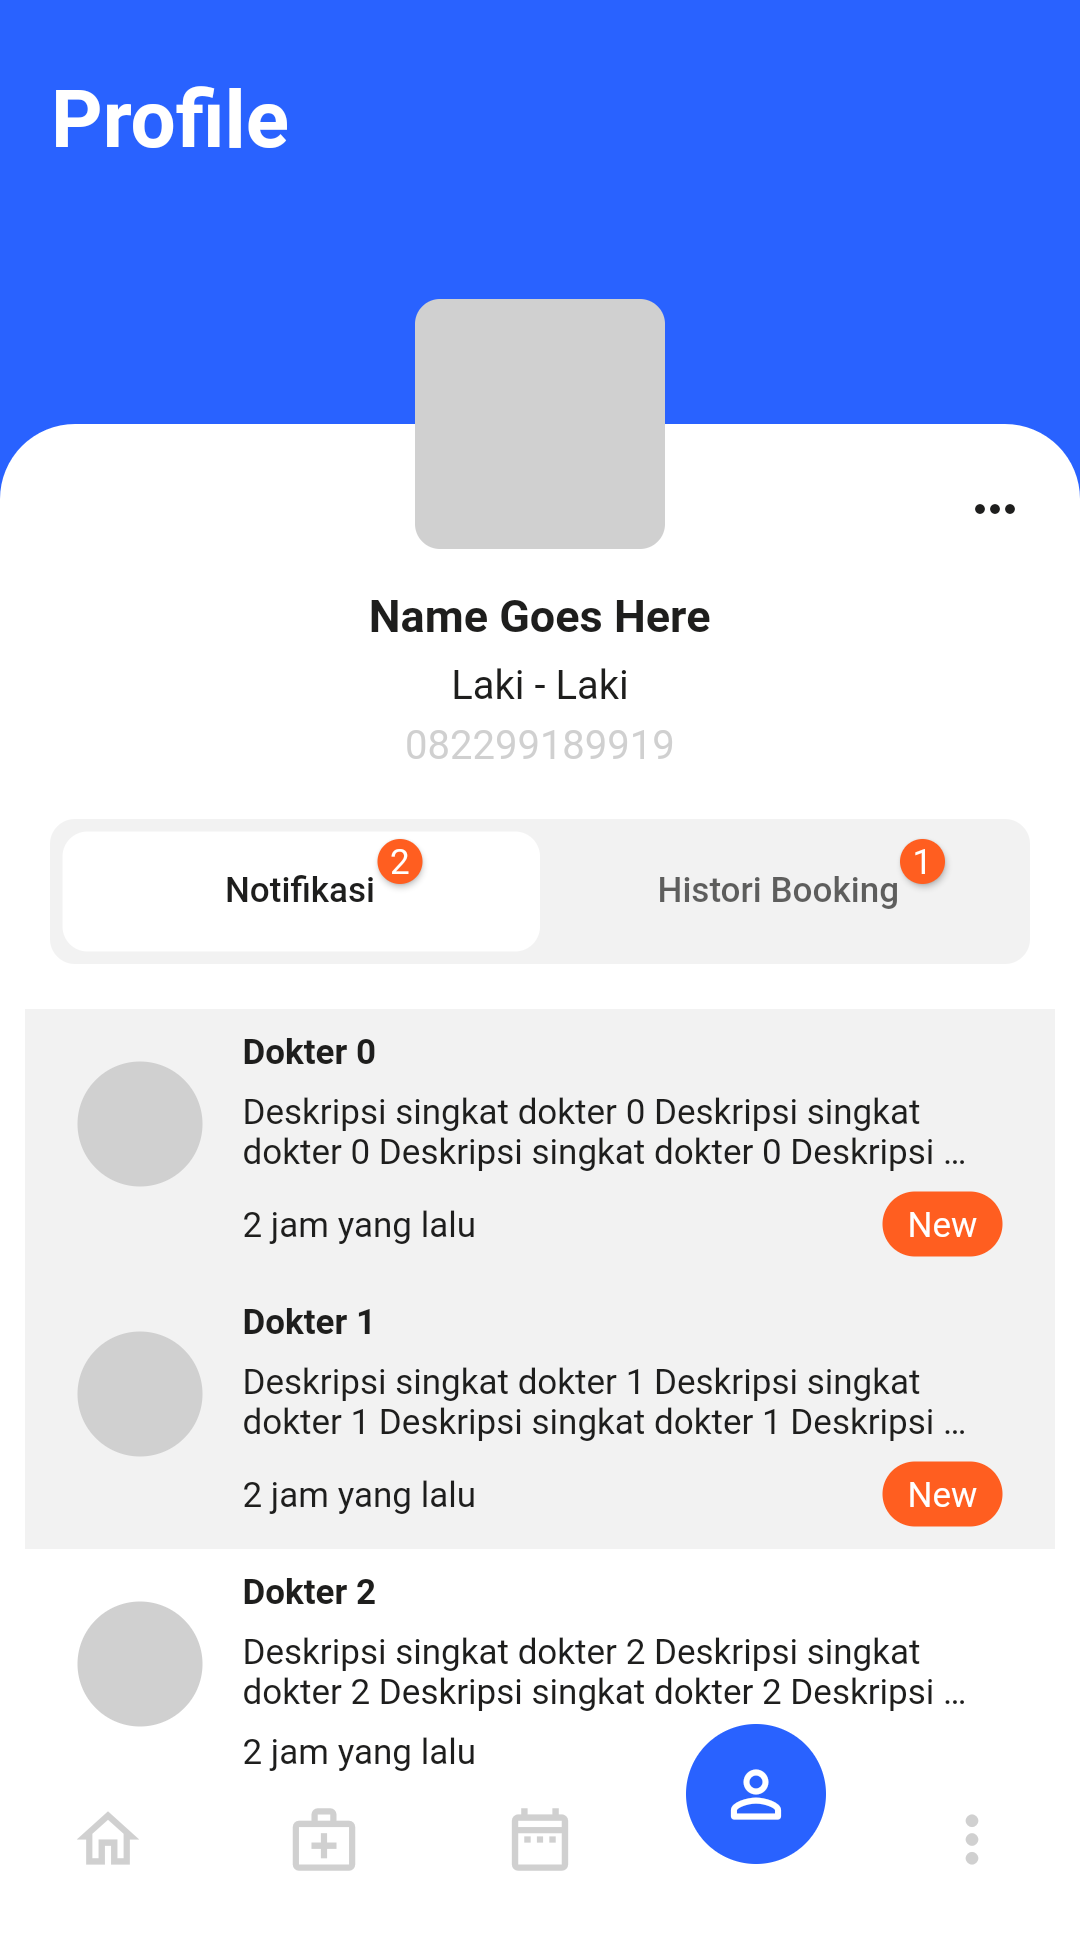 Profile
Name Goes Here
Laki - Laki
082299189919
Notifikasi
2
Histori Booking
1
Dokter 0
Deskripsi singkat dokter 0 Deskripsi singkat
dokter 0 Deskripsi singkat dokter 0 Deskripsi ...
2 jam yang lalu
New
Dokter 1
Deskripsi singkat dokter 1 Deskripsi singkat
dokter 1 Deskripsi singkat dokter 1 Deskripsi ...
2 jam yang lalu
New
Dokter 2
Deskripsi singkat dokter 2 Deskripsi singkat
dokter 2 Deskripsi singkat dokter 2 Deskripsi ...
2 jam yang lalu